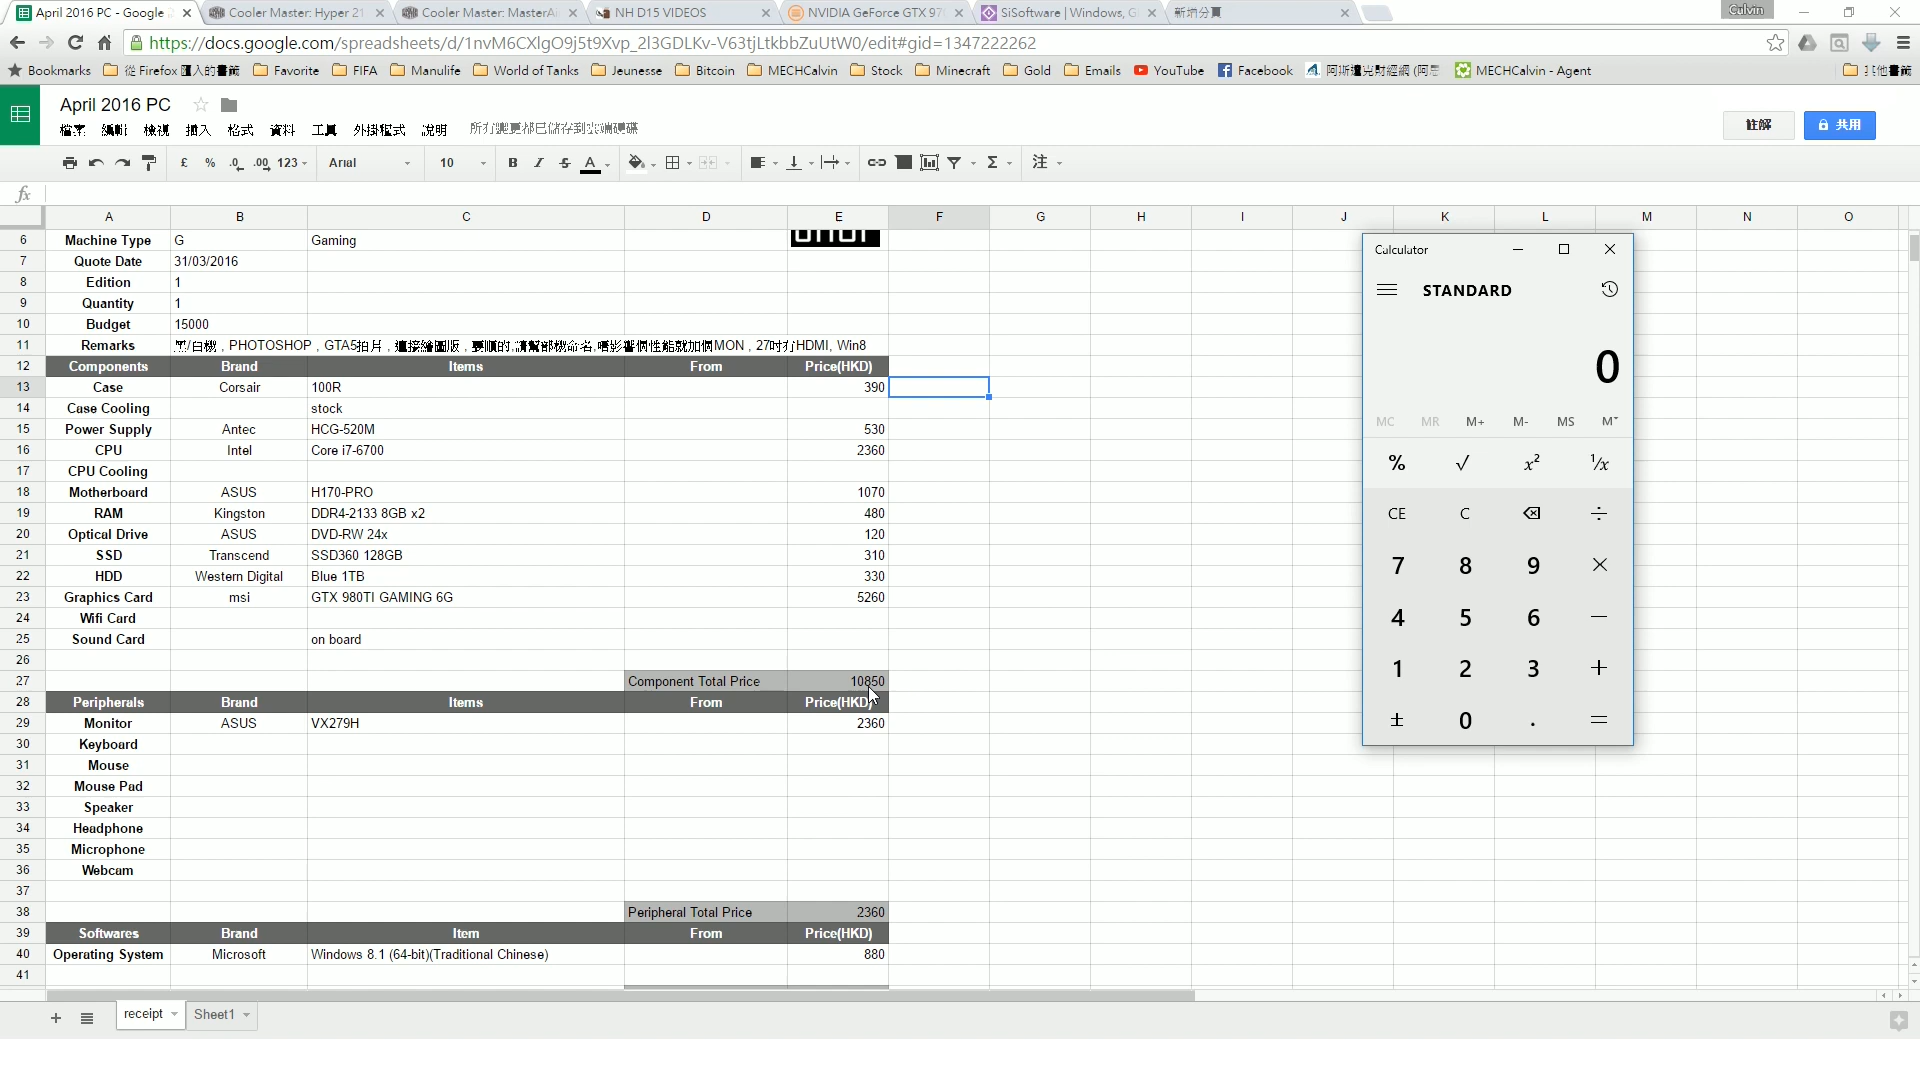 April 2016 PC - Google
Cooler Master: Hyper 21
Cooler Master: MasterAi
NH D15 VIDEOS
NVIDIA GeForce GTX 97
SiSoftware | Windows, G
新增分頁
Calvin
https://docs.google.com/spreadsheets/d/1nvM6CXlgO9j5t9Xvp_2l3GDLKv-V63tjLtkbbZuUtW0/edit#gid=1347222262
Bookmarks
從 Firefox 匯入的書籤
Favorite
FIFA
Manulife
World of Tanks
Jeunesse
Bitcoin
MECHCalvin
Stock
Minecraft
Gold
Emails
YouTube
Facebook
MECHCalvin - Agent
其他書籤
April 2016 PC
檔案 編輯 檢視 插入 格式 資料 工具 外掛程式 說明 所有變更都已儲存到雲端硬碟
註解
共用
£ % .0 .00 123 Arial 10 B I S A Σ 注
fx
A B C D E F G H I J K L M N O
6 Machine Type G Gaming
7 Quote Date 31/03/2016
8 Edition 1
9 Quantity 1
10 Budget 15000
11 Remarks 黑/白機 , PHOTOSHOP , GTA5拍片 , 連接繪圖版 , 要順的,請幫部機命名,唔影響個性能就加個MON , 27吋冇HDMI, Win8
12 Components Brand Items From Price(HKD)
13 Case Corsair 100R 390
14 Case Cooling stock
15 Power Supply Antec HCG-520M 530
16 CPU Intel Core i7-6700 2360
17 CPU Cooling
18 Motherboard ASUS H170-PRO 1070
19 RAM Kingston DDR4-2133 8GB x2 480
20 Optical Drive ASUS DVD-RW 24x 120
21 SSD Transcend SSD360 128GB 310
22 HDD Western Digital Blue 1TB 330
23 Graphics Card msi GTX 980TI GAMING 6G 5260
24 Wifi Card
25 Sound Card on board
26
27 Component Total Price 10850
28 Peripherals Brand Items From Price(HKD)
29 Monitor ASUS VX279H 2360
30 Keyboard
31 Mouse
32 Mouse Pad
33 Speaker
34 Headphone
35 Microphone
36 Webcam
37
38 Peripheral Total Price 2360
39 Softwares Brand Item From Price(HKD)
40 Operating System Microsoft Windows 8.1 (64-bit)(Traditional Chinese) 880
41
receipt
Sheet1
Calculator
STANDARD
0
MC MR M+ M- MS M˅
% √ x² ¹/x
CE C ÷
7 8 9 ×
4 5 6 −
1 2 3 +
± 0 . =